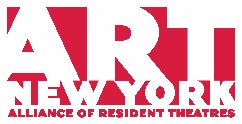 ART
NEW YORK
ALLIANCE OF RESIDENT THEATRES